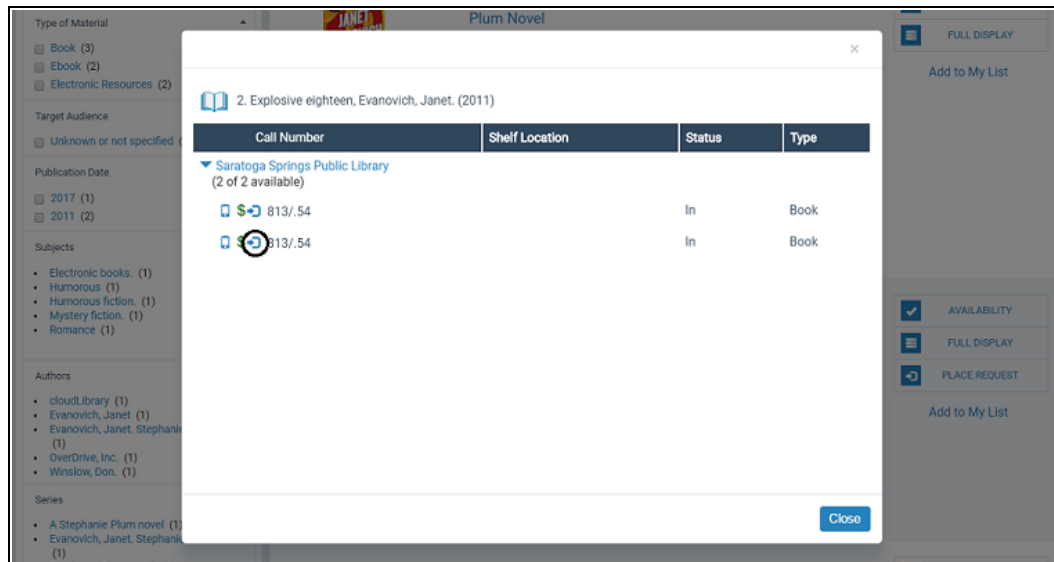 Type of Material
Book (3)
Ebook (2)
Electronic Resources (2)
Target Audience
Unknown or not specified (
Publication Date
2017 (1)
2011 (2)
Subjects
Electronic books. (1)
Humorous (1)
Humorous fiction. (1)
Mystery fiction. (1)
Romance (1)
Authors
cloudLibrary (1)
Evanovich, Janet (1)
Evanovich, Janet. Stephanie
(1)
OverDrive, Inc. (1)
Winslow, Don. (1)
Series
A Stephanie Plum novel (1)
Evanovich, Janet. Stephanie
(1)
JANET
Plum Novel
×
2. Explosive eighteen, Evanovich, Janet. (2011)
Call Number Shelf Location Status Type
Saratoga Springs Public Library
(2 of 2 available)
$ 813/.54 In Book
$ 813/.54 In Book
Close
FULL DISPLAY
Add to My List
AVAILABILITY
FULL DISPLAY
PLACE REQUEST
Add to My List